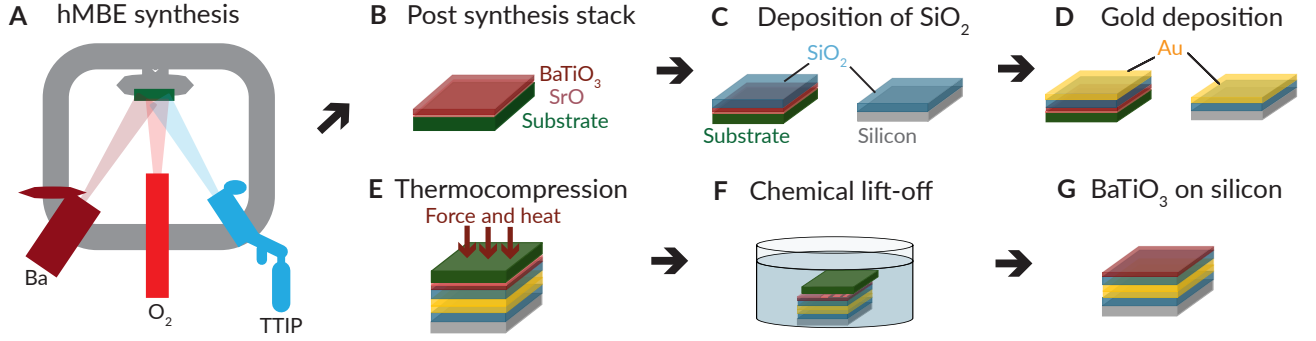 A hMBE synthesis
Ba
O₂
TTIP
B Post synthesis stack
BaTiO₃
SrO
Substrate
C Deposition of SiO₂
SiO₂
Substrate
Silicon
D Gold deposition
Au
E Thermocompression
Force and heat
F Chemical lift-off
G BaTiO₃ on silicon